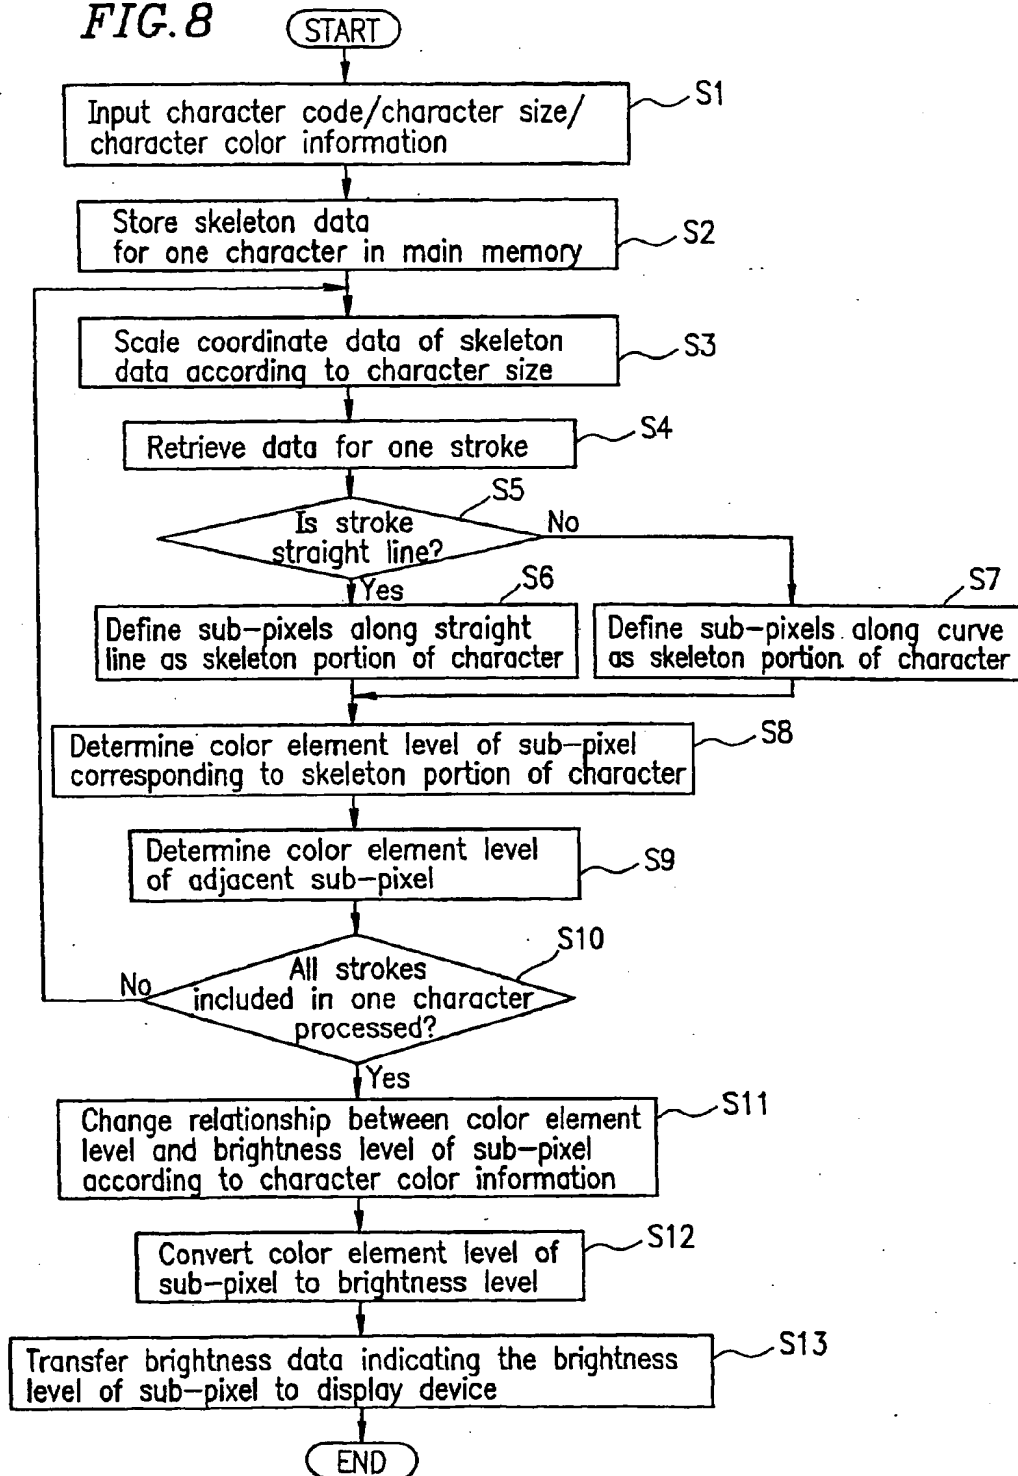 FIG.8
START
S1
Input character code/character size/
character color information
S2
Store skeleton data
for one character in main memory
S3
Scale coordinate data of skeleton
data according to character size
S4
Retrieve data for one stroke
S5
Is stroke
straight line?
No
Yes
S6
Define sub-pixels along straight
line as skeleton portion of character
S7
Define sub-pixels along curve
as skeleton portion of character
S8
Determine color element level of sub-pixel
corresponding to skeleton portion of character
S9
Determine color element level
of adjacent sub-pixel
S10
All strokes
included in one character
processed?
No
Yes
S11
Change relationship between color element
level and brightness level of sub-pixel
according to character color information
S12
Convert color element level of
sub-pixel to brightness level
S13
Transfer brightness data indicating the brightness
level of sub-pixel to display device
END